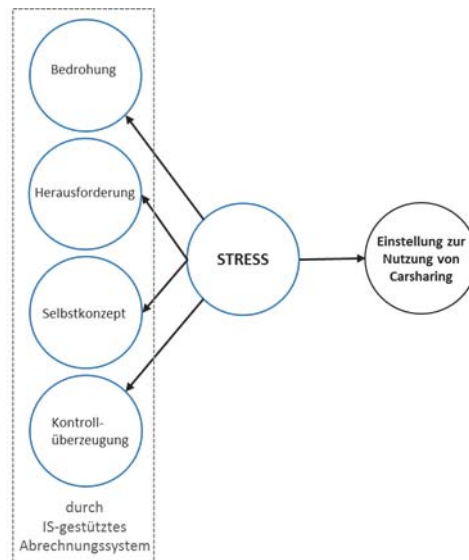 Bedrohung
Herausforderung
Selbstkonzept
Kontroll-
überzeugung
durch
IS-gestütztes
Abrechnungssystem
STRESS
Einstellung zur
Nutzung von
Carsharing